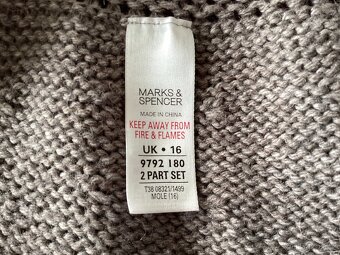 MARKS &
SPENCER
MADE IN CHINA
KEEP AWAY FROM
FIRE & FLAMES
UK • 16
9792 180
2 PART SET
T38 08321/1499
MOLE (16)